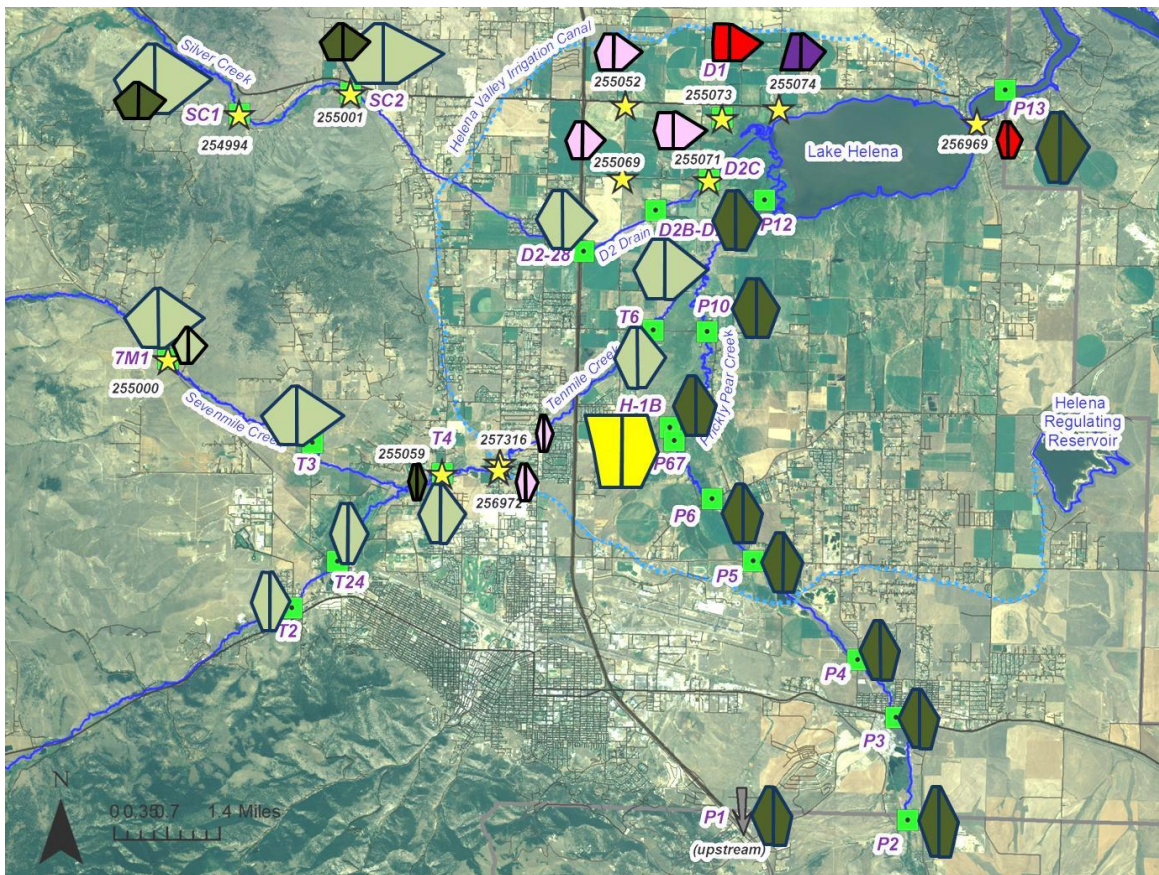 Silver Creek
SC1
254994
255001
SC2
Helena Valley Irrigation Canal
255052
D1
255073
255074
P13
256969
Lake Helena
255069
255071
D2C
P12
D2B-D
D2 Drain
D2-28
7M1
255000
Sevenmile Creek
T3
T6
P10
Tenmile Creek
Prickly Pear Creek
H-1B
P67
Helena
Regulating
Reservoir
T4
255059
257316
256972
P6
P5
T24
T2
P4
P3
P1
(upstream)
P2
N
0 0.35 0.7 1.4 Miles